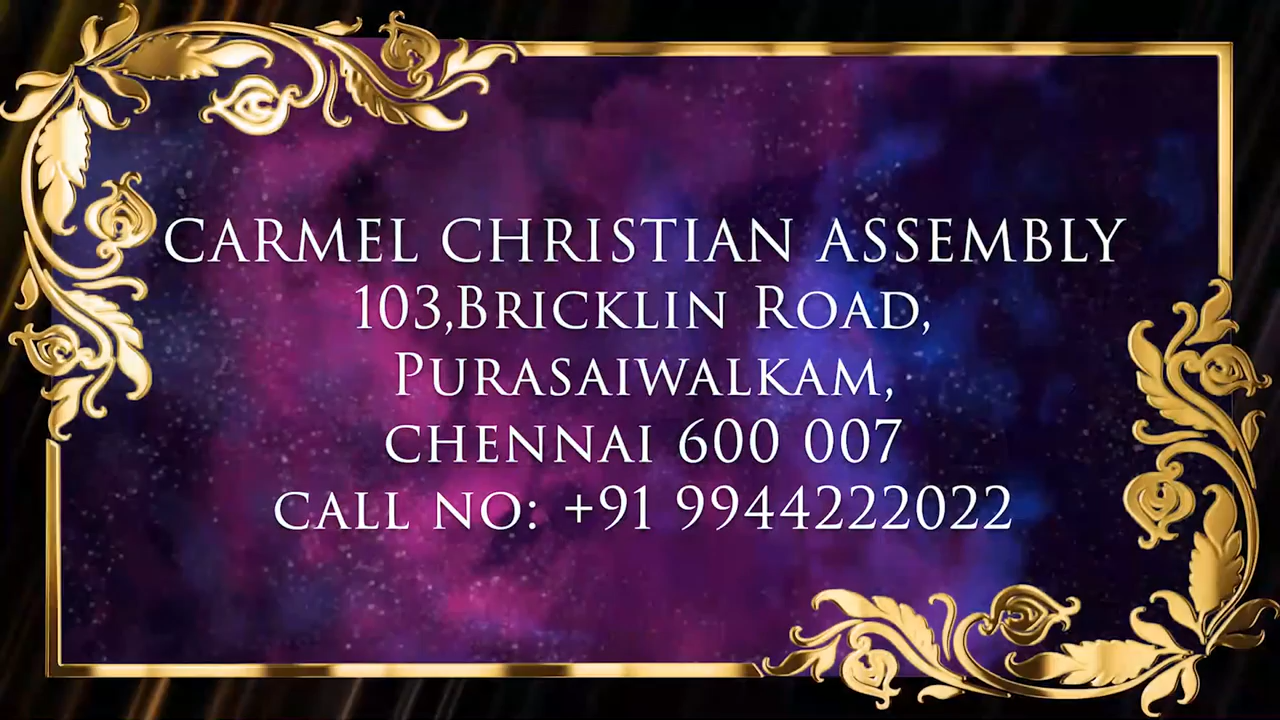 CARMEL CHRISTIAN ASSEMBLY
103,BRICKLIN ROAD,
PURASAIWALKAM,
CHENNAI 600 007
CALL NO: +91 9944222022